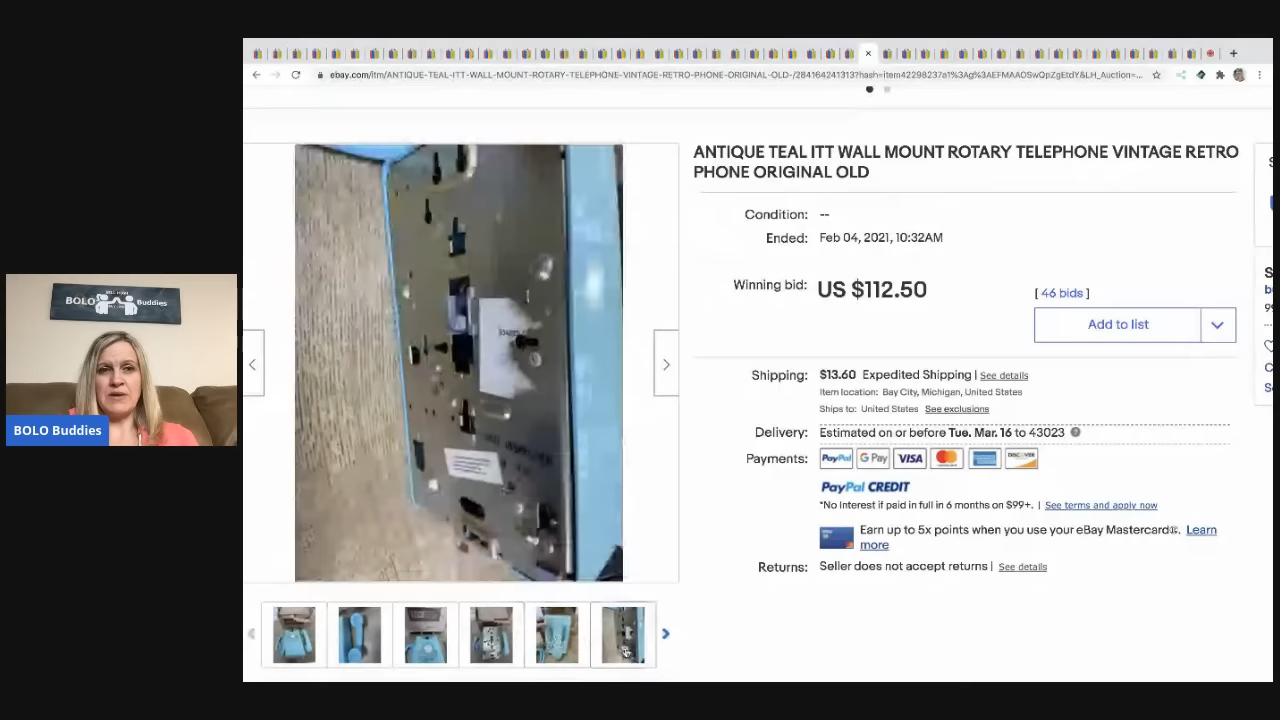 ebay.com/itm/ANTIQUE-TEAL-ITT-WALL-MOUNT-ROTARY-TELEPHONE-VINTAGE-RETRO-PHONE-ORIGINAL-OLD-/284164241313?hash=item42298237a1%3Ag%3AEFMAAOSwQpZgEtdY&LH_Auction=...
ANTIQUE TEAL ITT WALL MOUNT ROTARY TELEPHONE VINTAGE RETRO
PHONE ORIGINAL OLD
Condition: --
Ended: Feb 04, 2021, 10:32AM
Winning bid: US $112.50 [ 46 bids ]
Add to list
Shipping: $13.60 Expedited Shipping | See details
Item location: Bay City, Michigan, United States
Ships to: United States See exclusions
Delivery: Estimated on or before Tue. Mar. 16 to 43023
Payments: PayPal G Pay VISA MasterCard DISCOVER
PayPal CREDIT
*No Interest if paid in full in 6 months on $99+. | See terms and apply now
Earn up to 5x points when you use your eBay Mastercard®. Learn
more
Returns: Seller does not accept returns | See details
BOLO Buddies
BOLO Buddies